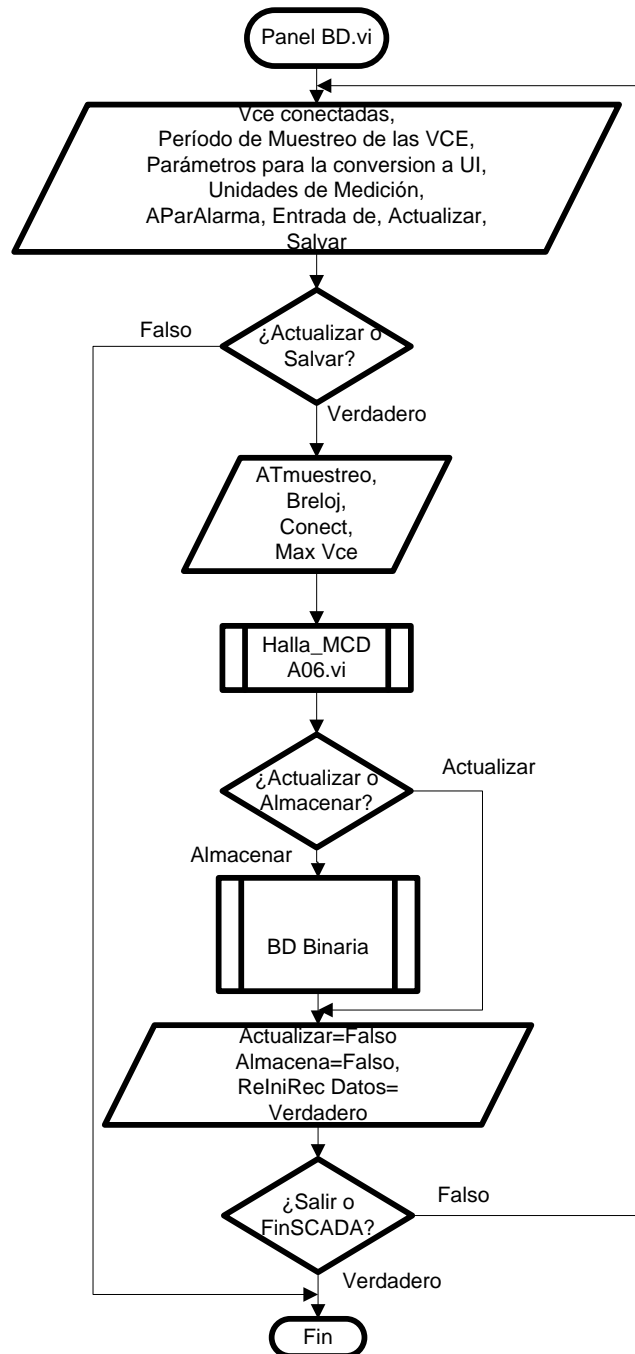 Panel BD.vi
Vce conectadas,
Período de Muestreo de las VCE,
Parámetros para la conversion a UI,
Unidades de Medición,
AParAlarma, Entrada de, Actualizar,
Salvar
Falso
¿Actualizar o
Salvar?
Verdadero
ATmuestreo,
Breloj,
Conect,
Max Vce
Halla_MCD
A06.vi
¿Actualizar o
Almacenar?
Actualizar
Almacenar
BD Binaria
Actualizar=Falso
Almacena=Falso,
ReIniRec Datos=
Verdadero
¿Salir o
FinSCADA?
Falso
Verdadero
Fin